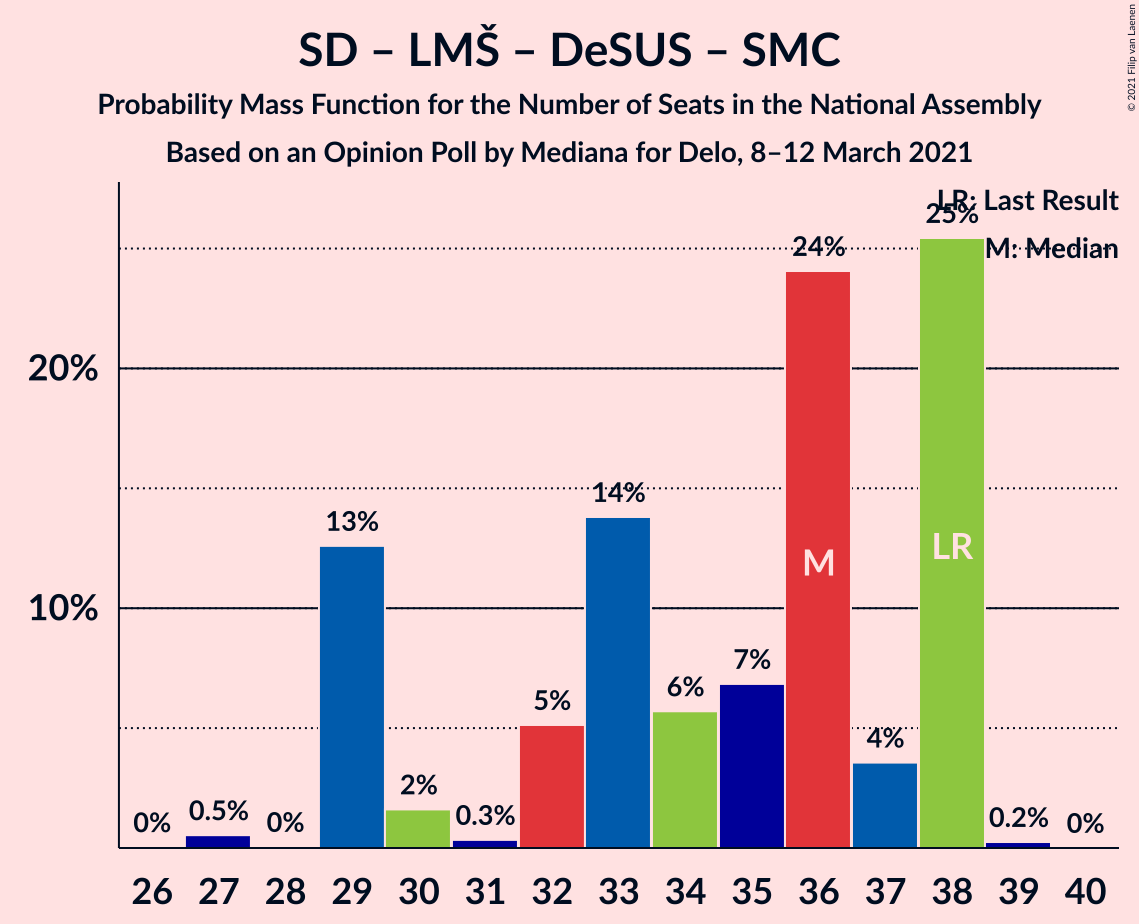 SD – LMŠ – DeSUS – SMC
Probability Mass Function for the Number of Seats in the National Assembly
Based on an Opinion Poll by Mediana for Delo, 8–12 March 2021
© 2021 Filip van Laenen
LR: Last Result
M: Median
20%
10%
0%
0.5%
0%
13%
2%
0.3%
5%
14%
6%
7%
24%
4%
25%
0.2%
0%
M
LR
26 27 28 29 30 31 32 33 34 35 36 37 38 39 40